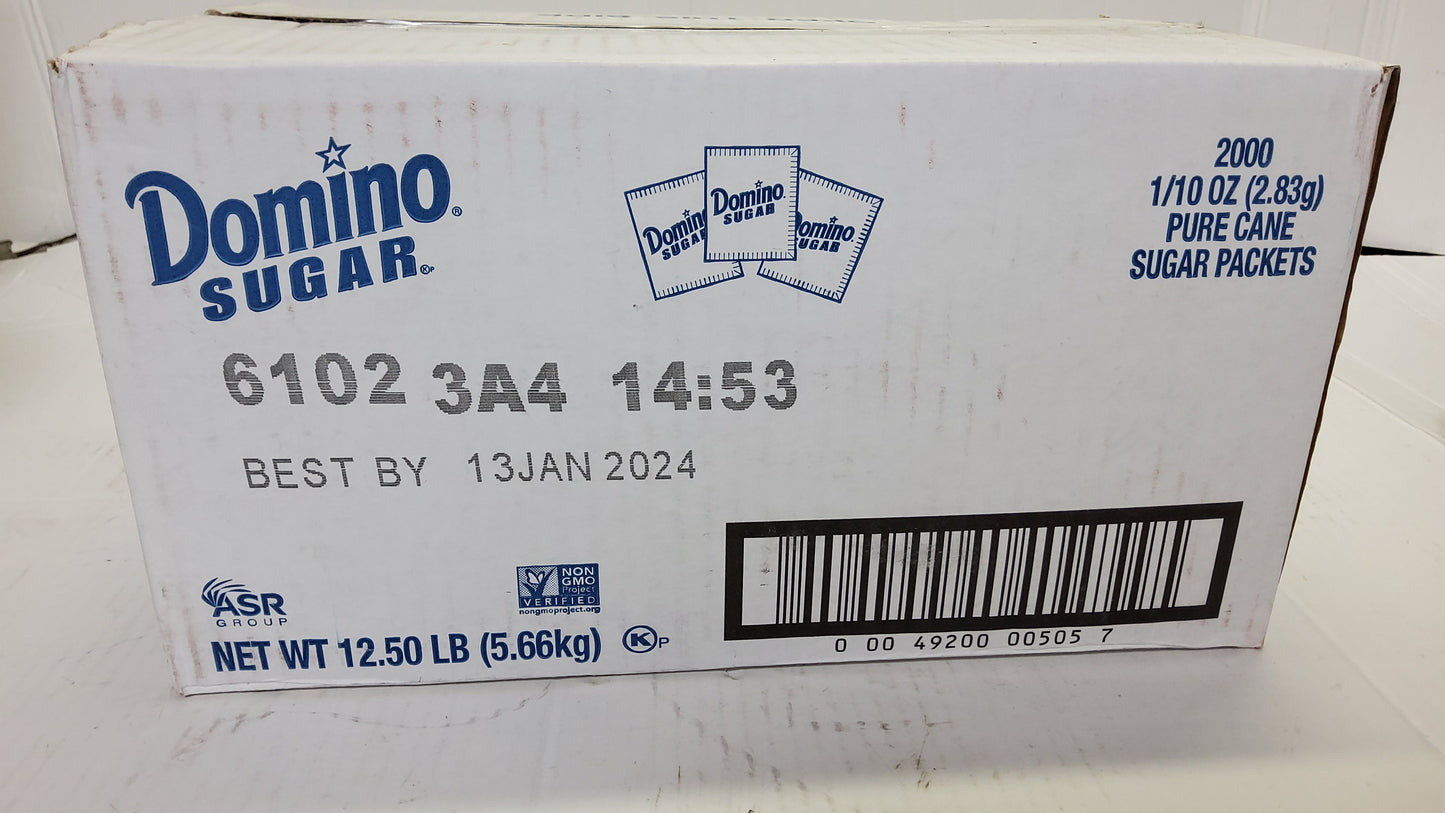 Domino®
SUGAR ⓀP
Domino
SUGAR
Domino
SUGAR
Domino
SUGAR
2000
1/10 OZ (2.83g)
PURE CANE
SUGAR PACKETS
6102 3A4 14:53
BEST BY 13JAN 2024
ASR
GROUP
NON
GMO
Project
VERIFIED
nongmoproject.org
NET WT 12.50 LB (5.66kg) ⓀP
0 00 49200 00505 7